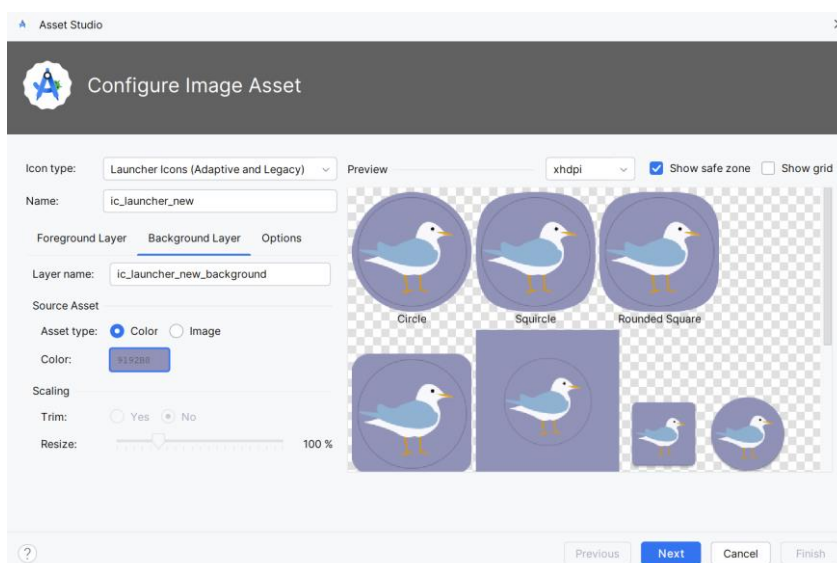 Asset Studio
Configure Image Asset
Icon type: Launcher Icons (Adaptive and Legacy)
Name: ic_launcher_new
Foreground Layer Background Layer Options
Layer name: ic_launcher_new_background
Source Asset
Asset type: Color Image
Color: 9192B8
Scaling
Trim: Yes No
Resize: 100 %
Preview xhdpi Show safe zone Show grid
Circle Squircle Rounded Square
? Previous Next Cancel Finish